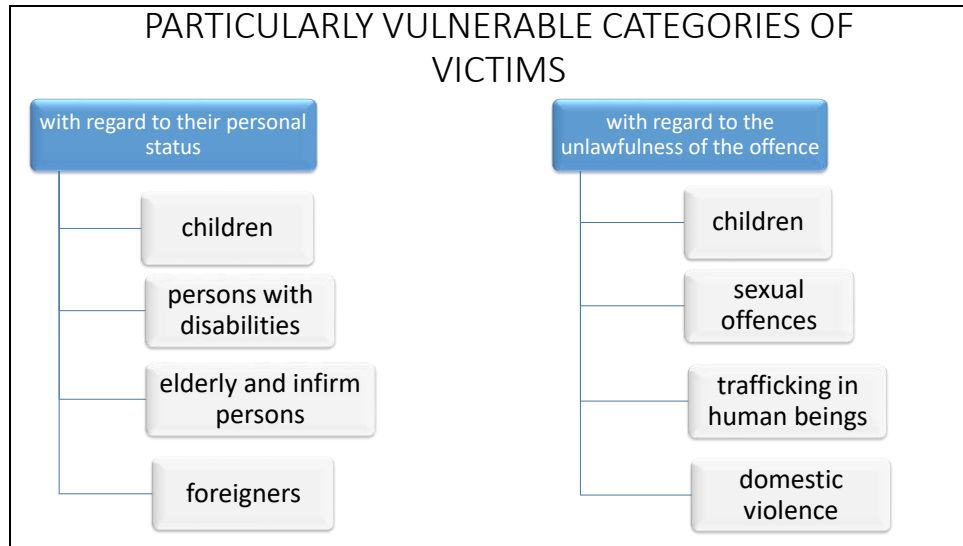 PARTICULARLY VULNERABLE CATEGORIES OF
VICTIMS
with regard to their personal
status
children
persons with
disabilities
elderly and infirm
persons
foreigners
with regard to the
unlawfulness of the offence
children
sexual
offences
trafficking in
human beings
domestic
violence